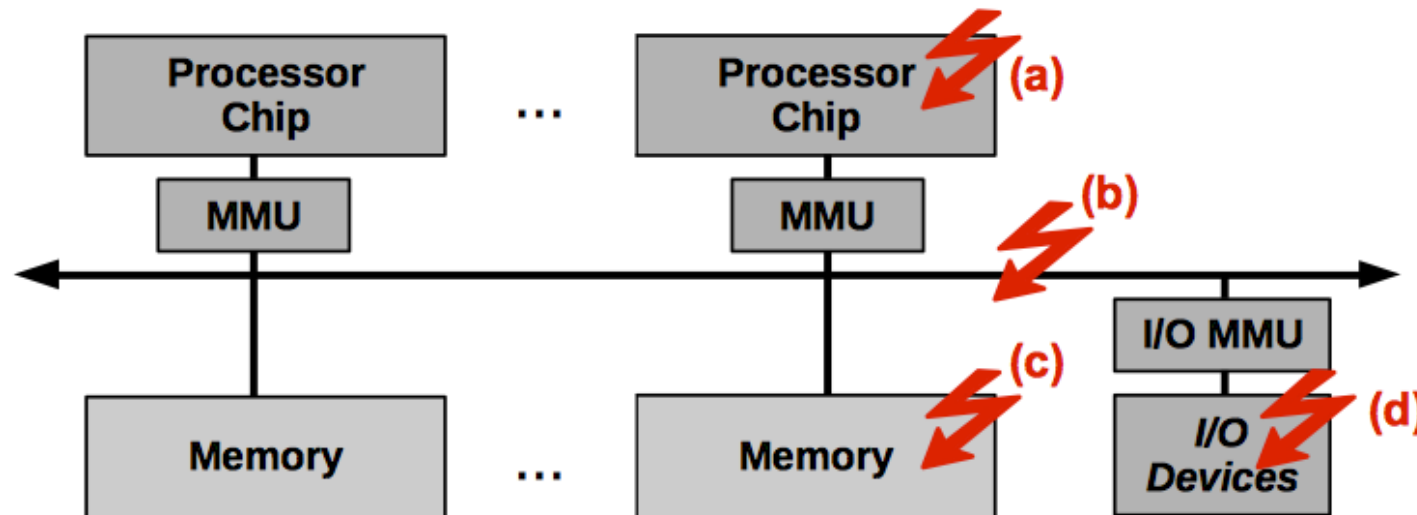 Processor
Chip
...
Processor
Chip
(a)
MMU
MMU
(b)
I/O MMU
(c)
Memory
...
Memory
I/O
Devices
(d)